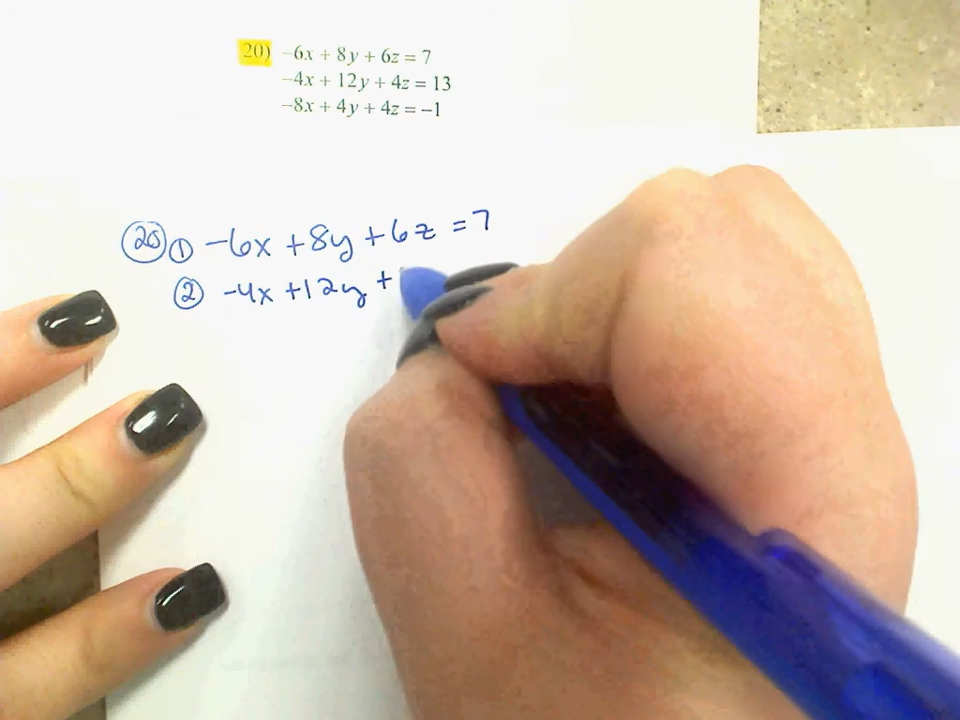 20) −6x + 8y + 6z = 7
−4x + 12y + 4z = 13
−8x + 4y + 4z = −1
20 1 -6x + 8y + 6z = 7
2 -4x + 12y +